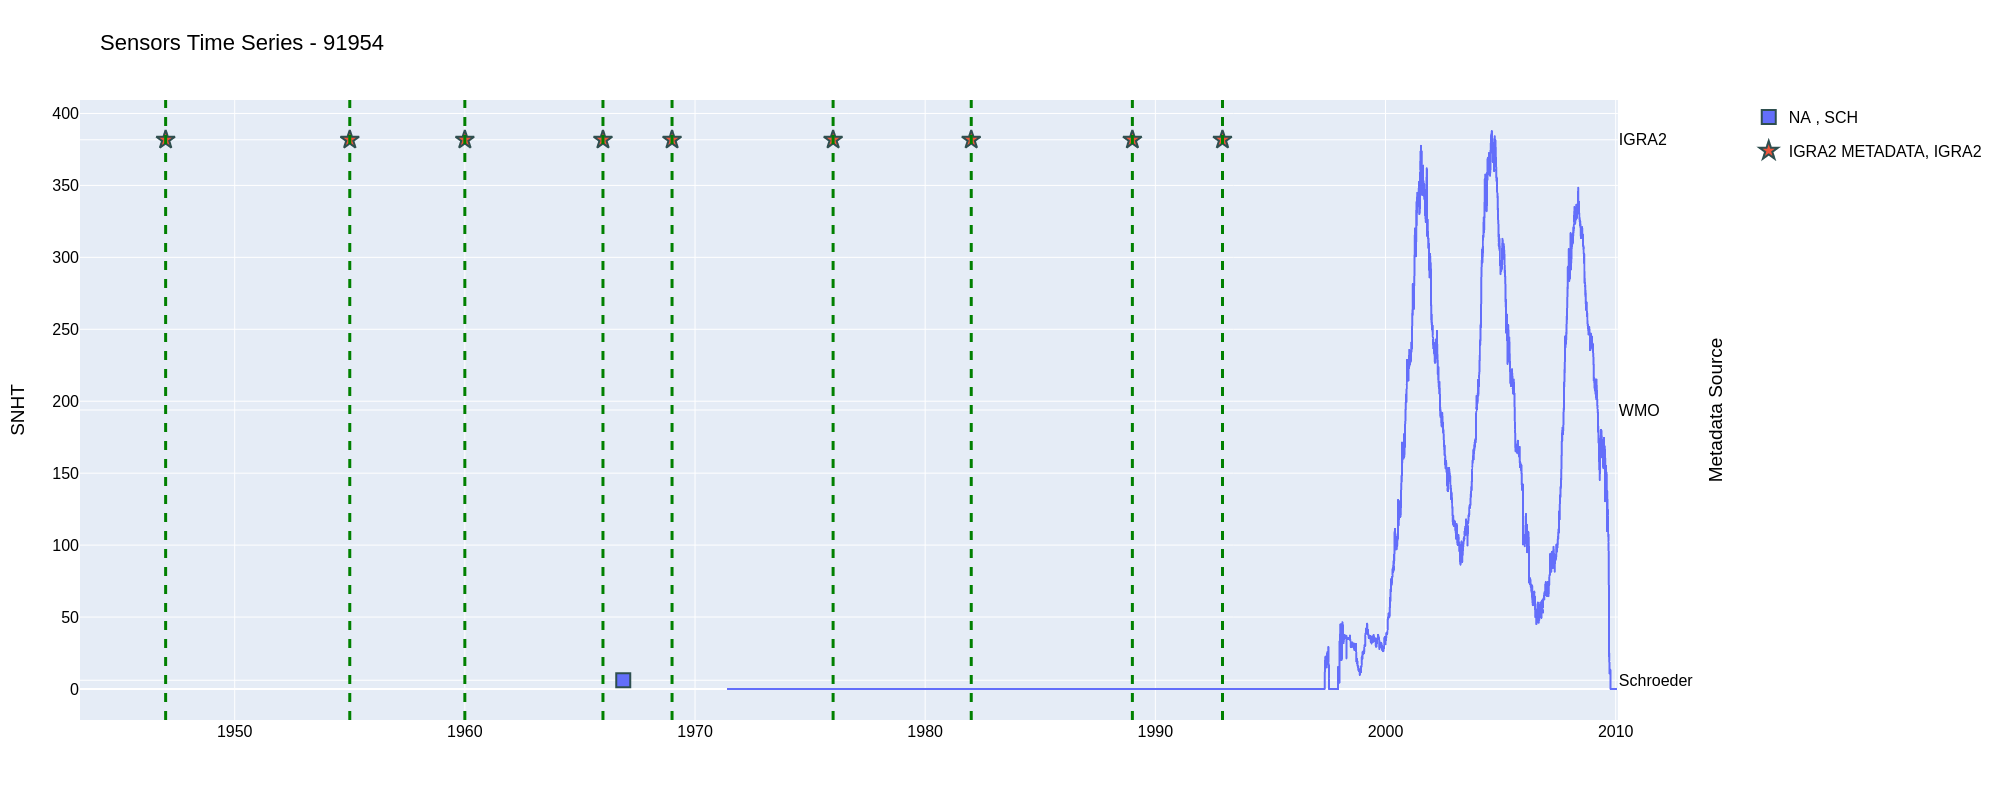 Sensors Time Series - 91954
NA , SCH
IGRA2 METADATA, IGRA2
SNHT
400
350
300
250
200
150
100
50
0
1950
1960
1970
1980
1990
2000
2010
IGRA2
WMO
Schroeder
Metadata Source